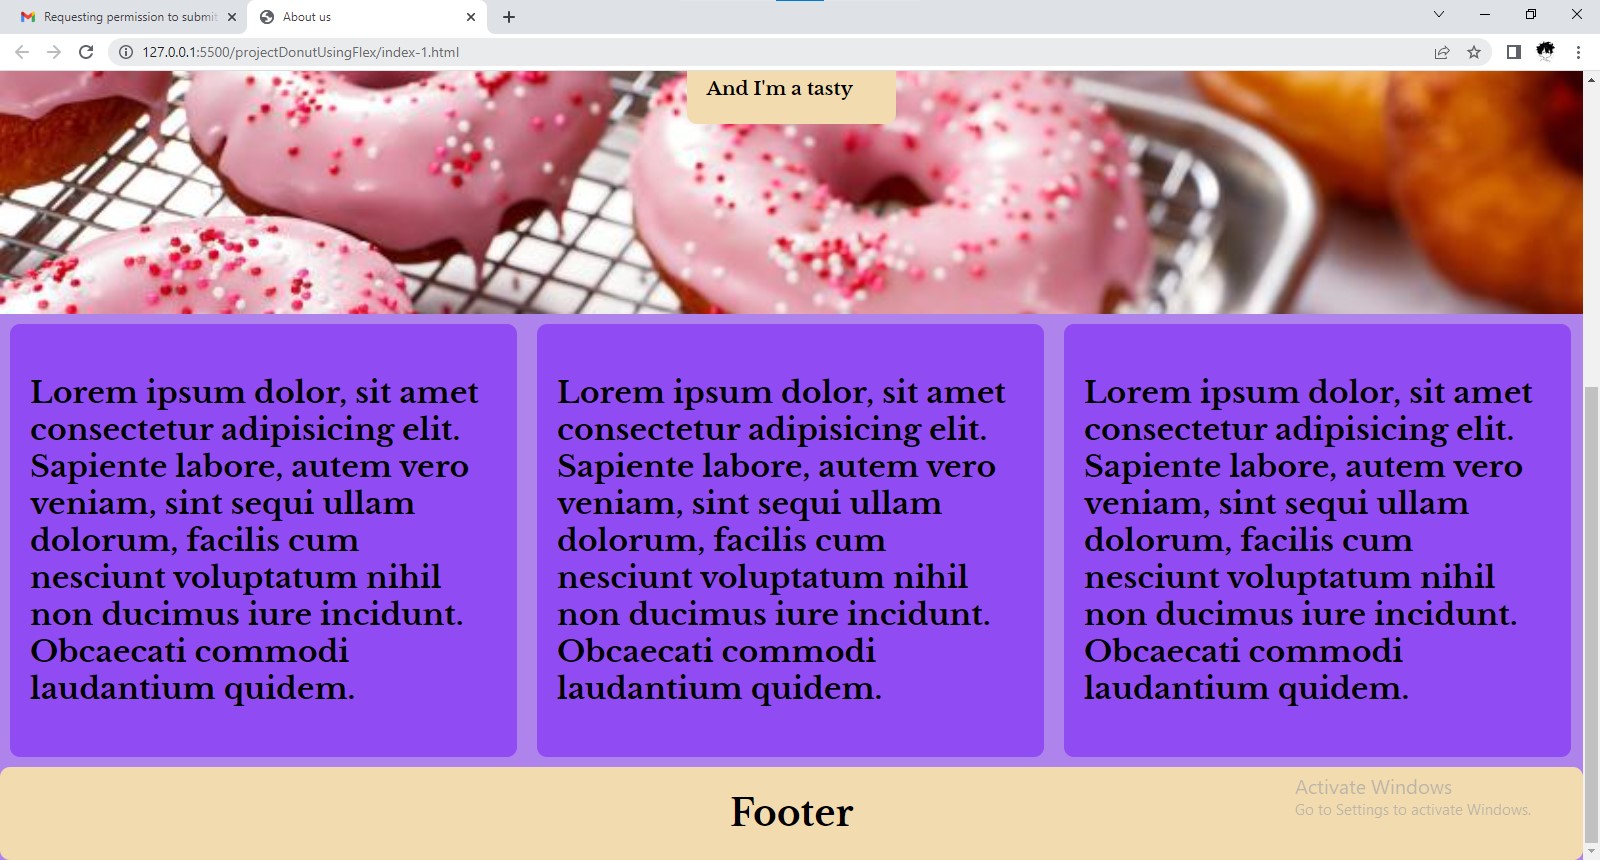 Requesting permission to submit
About us
127.0.0.1:5500/projectDonutUsingFlex/index-1.html
And I'm a tasty
Lorem ipsum dolor, sit amet
consectetur adipisicing elit.
Sapiente labore, autem vero
veniam, sint sequi ullam
dolorum, facilis cum
nesciunt voluptatum nihil
non ducimus iure incidunt.
Obcaecati commodi
laudantium quidem.
Lorem ipsum dolor, sit amet
consectetur adipisicing elit.
Sapiente labore, autem vero
veniam, sint sequi ullam
dolorum, facilis cum
nesciunt voluptatum nihil
non ducimus iure incidunt.
Obcaecati commodi
laudantium quidem.
Lorem ipsum dolor, sit amet
consectetur adipisicing elit.
Sapiente labore, autem vero
veniam, sint sequi ullam
dolorum, facilis cum
nesciunt voluptatum nihil
non ducimus iure incidunt.
Obcaecati commodi
laudantium quidem.
Footer
Activate Windows
Go to Settings to activate Windows.